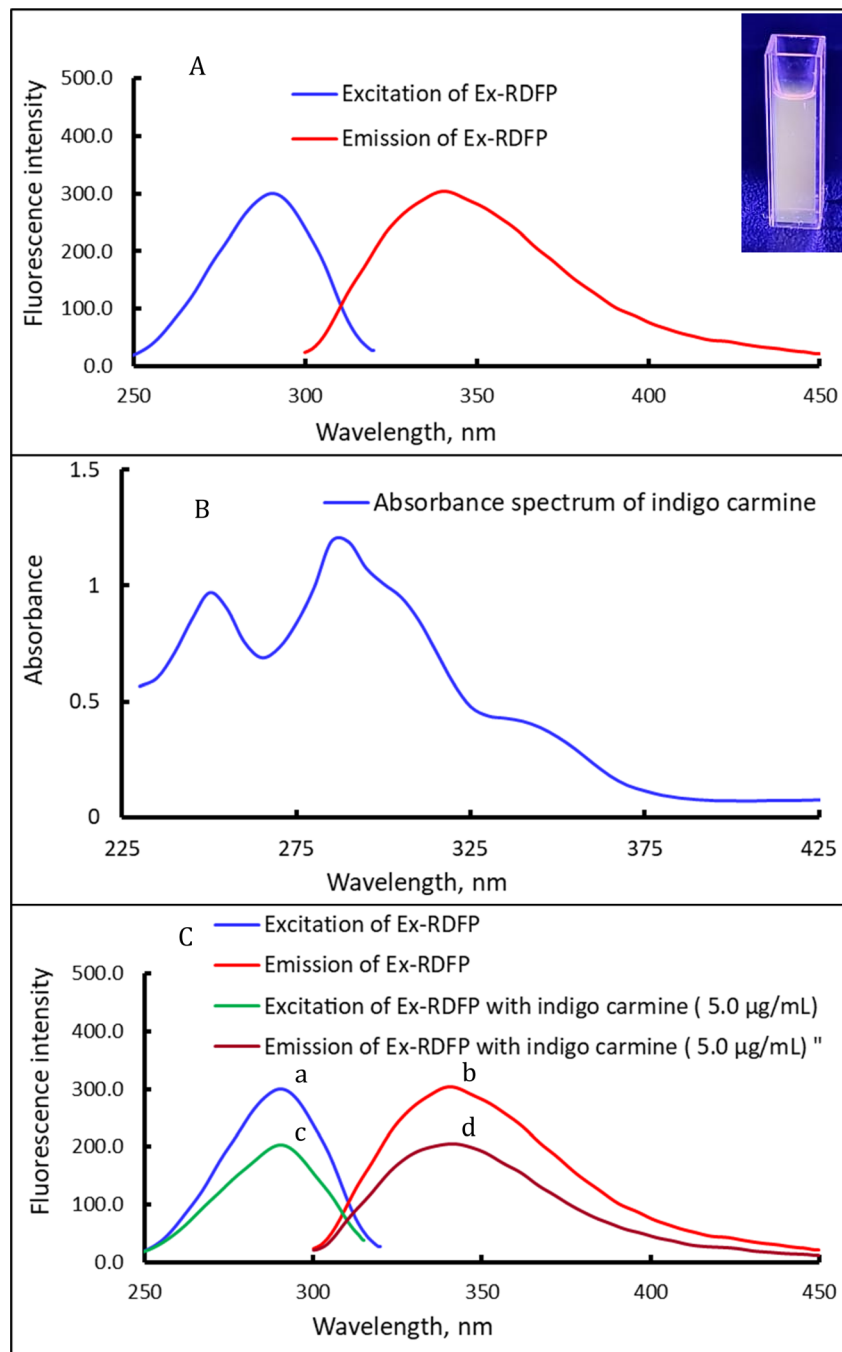 A
Excitation of Ex-RDFP
Emission of Ex-RDFP
500.0
400.0
300.0
200.0
100.0
0.0
Fluorescence intensity
250
300
350
400
450
Wavelength, nm
B
Absorbance spectrum of indigo carmine
1.5
1
0.5
0
Absorbance
225
275
325
375
425
Wavelength, nm
C
Excitation of Ex-RDFP
Emission of Ex-RDFP
Excitation of Ex-RDFP with indigo carmine ( 5.0 µg/mL)
Emission of Ex-RDFP with indigo carmine ( 5.0 µg/mL) "
500.0
400.0
300.0
200.0
100.0
0.0
Fluorescence intensity
a
b
c
d
250
300
350
400
450
Wavelength, nm